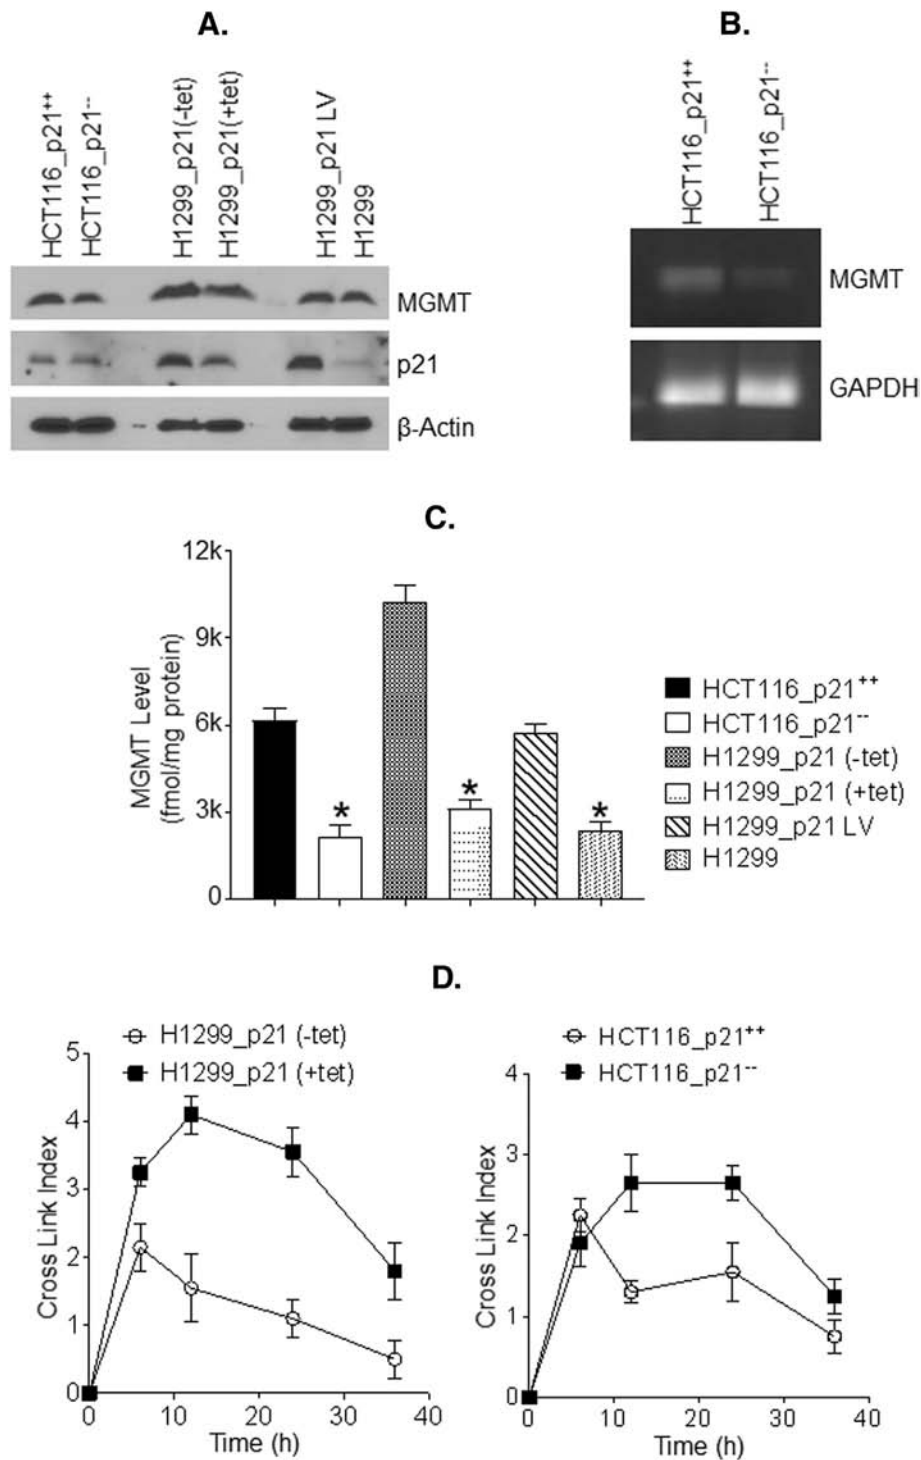 A.
HCT116_p21++
HCT116_p21--
H1299_p21(-tet)
H1299_p21(+tet)
H1299_p21 LV
H1299
MGMT
p21
β-Actin
B.
HCT116_p21++
HCT116_p21--
MGMT
GAPDH
C.
MGMT Level
(fmol/mg protein)
12k
9k
6k
3k
0
*
*
*
HCT116_p21++
HCT116_p21--
H1299_p21 (-tet)
H1299_p21 (+tet)
H1299_p21 LV
H1299
D.
H1299_p21 (-tet)
H1299_p21 (+tet)
Cross Link Index
5
4
3
2
1
0
0 10 20 30 40
Time (h)
HCT116_p21++
HCT116_p21--
Cross Link Index
4
3
2
1
0
0 10 20 30 40
Time (h)